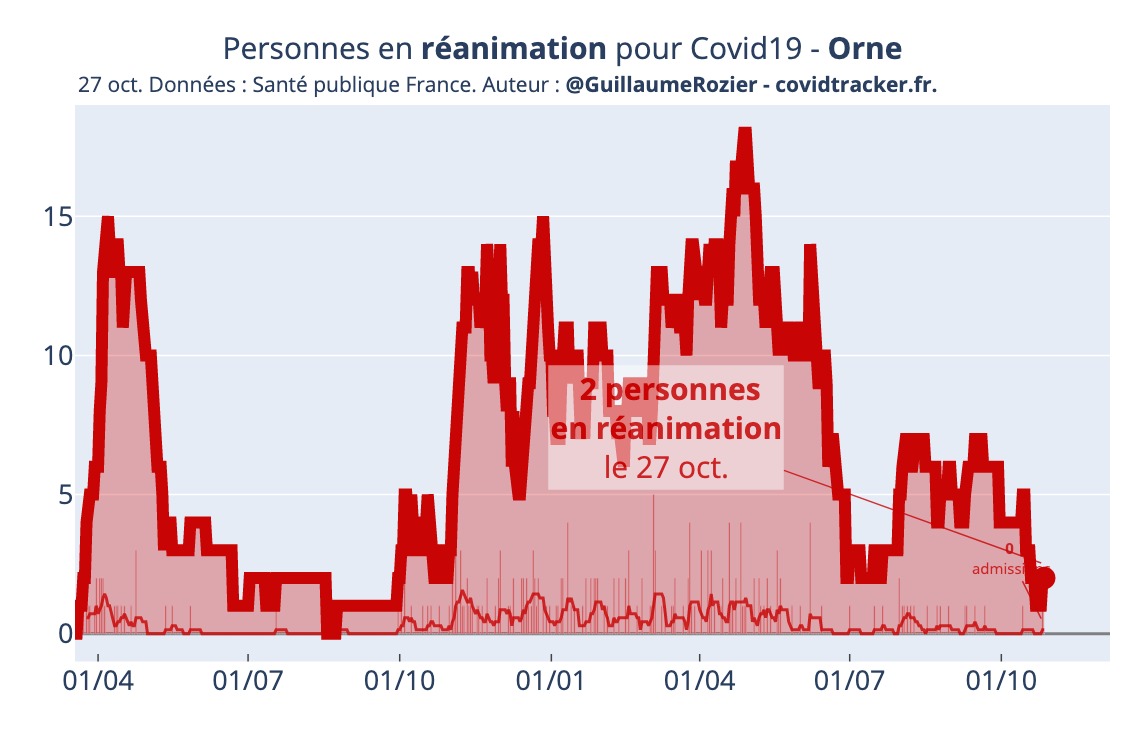 Personnes en réanimation pour Covid19 - Orne
27 oct. Données : Santé publique France. Auteur : @GuillaumeRozier - covidtracker.fr.
15
10
5
0
2 personnes
en réanimation
le 27 oct.
0
01/04 01/07 01/10 01/01 01/04 01/07 01/10